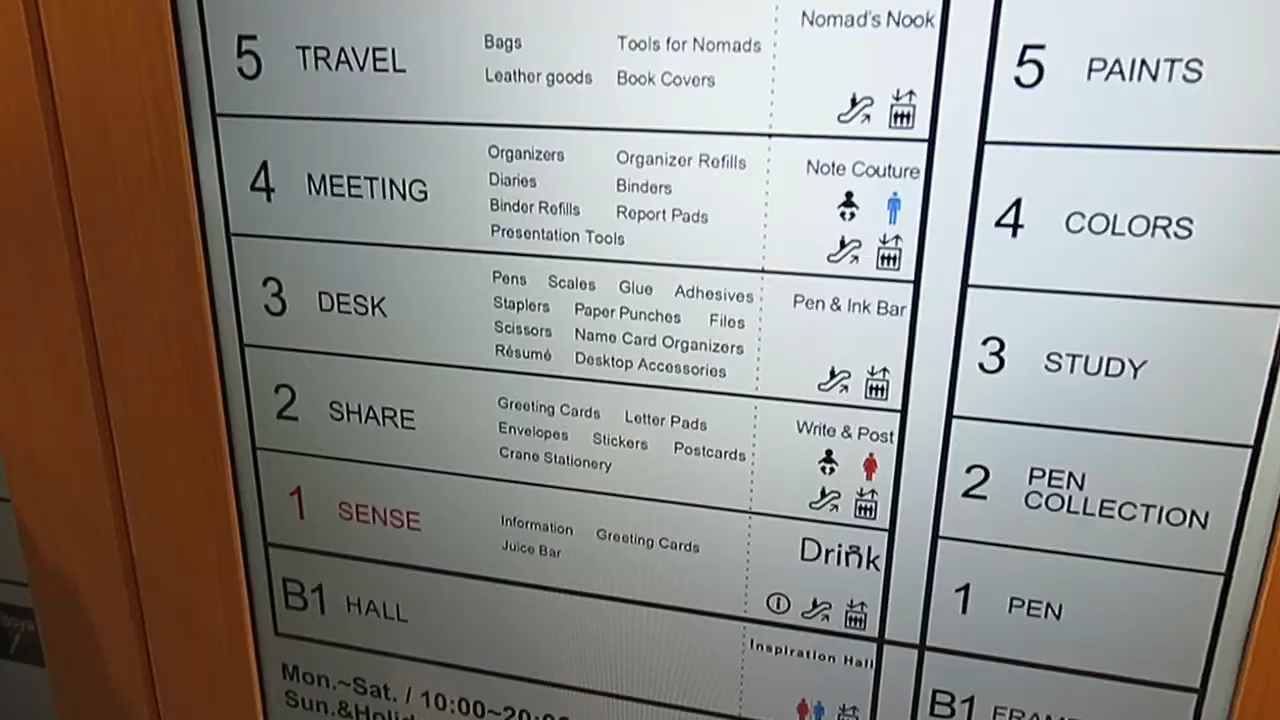 5 TRAVEL
Bags Tools for Nomads
Leather goods Book Covers
Nomad's Nook
4 MEETING
Organizers Organizer Refills
Diaries Binders
Binder Refills Report Pads
Presentation Tools
Note Couture
3 DESK
Pens Scales Glue Adhesives
Staplers Paper Punches Files
Scissors Name Card Organizers
Résumé Desktop Accessories
Pen & Ink Bar
2 SHARE
Greeting Cards Letter Pads
Envelopes Stickers Postcards
Crane Stationery
Write & Post
1 SENSE
Information Greeting Cards
Juice Bar
Drink
B1 HALL
Inspiration Hall
Mon.~Sat. / 10:00~20:
Sun.&
5 PAINTS
4 COLORS
3 STUDY
2 PEN
COLLECTION
1 PEN
B1